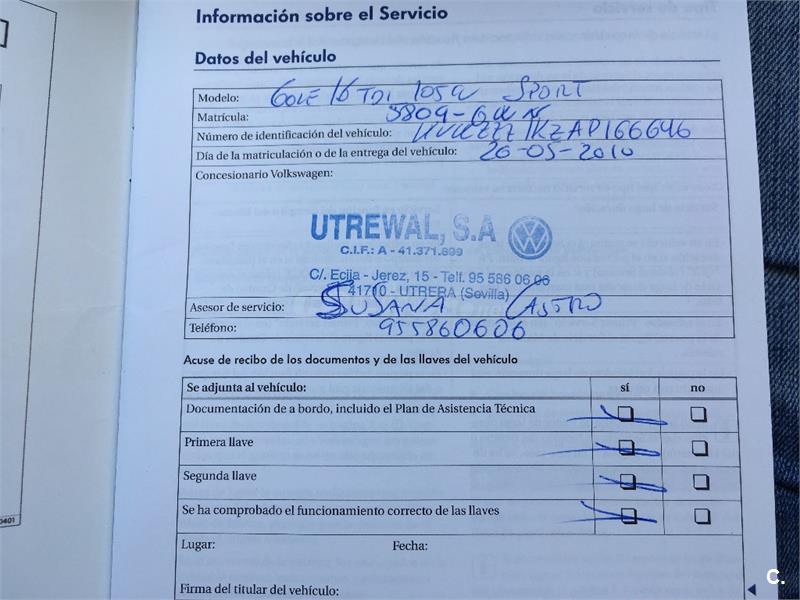 Información sobre el Servicio
Datos del vehículo
Modelo: GOLF 1.6 TDI 105cv SPORT
Matrícula: 5809-
Número de identificación del vehículo: WVWZZZ1KZAP166646
Día de la matriculación o de la entrega del vehículo: 26-05-2010
Concesionario Volkswagen:
UTREWAL, S.A
C.I.F.: A - 41.371.899
C/. Ecija - Jerez, 15 - Telf. 95 586 06 06
41710 - UTRERA (Sevilla)
Asesor de servicio: SUSANA CASTRO
Teléfono: 955860606
Acuse de recibo de los documentos y de las llaves del vehículo
Se adjunta al vehículo: sí no
Documentación de a bordo, incluido el Plan de Asistencia Técnica
Primera llave
Segunda llave
Se ha comprobado el funcionamiento correcto de las llaves
Lugar: Fecha:
Firma del titular del vehículo:
C.